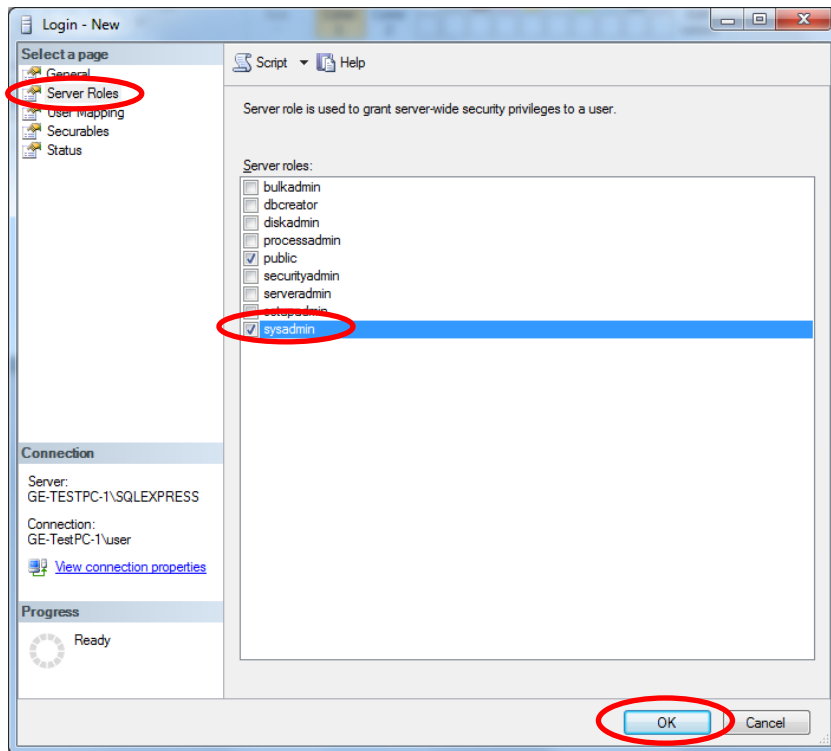 Login - New
Select a page
General
Server Roles
User Mapping
Securables
Status
Script
Help
Server role is used to grant server-wide security privileges to a user.
Server roles:
bulkadmin
dbcreator
diskadmin
processadmin
public
securityadmin
serveradmin
setupadmin
sysadmin
Connection
Server:
GE-TESTPC-1\SQLEXPRESS
Connection:
GE-TestPC-1\user
View connection properties
Progress
Ready
OK
Cancel